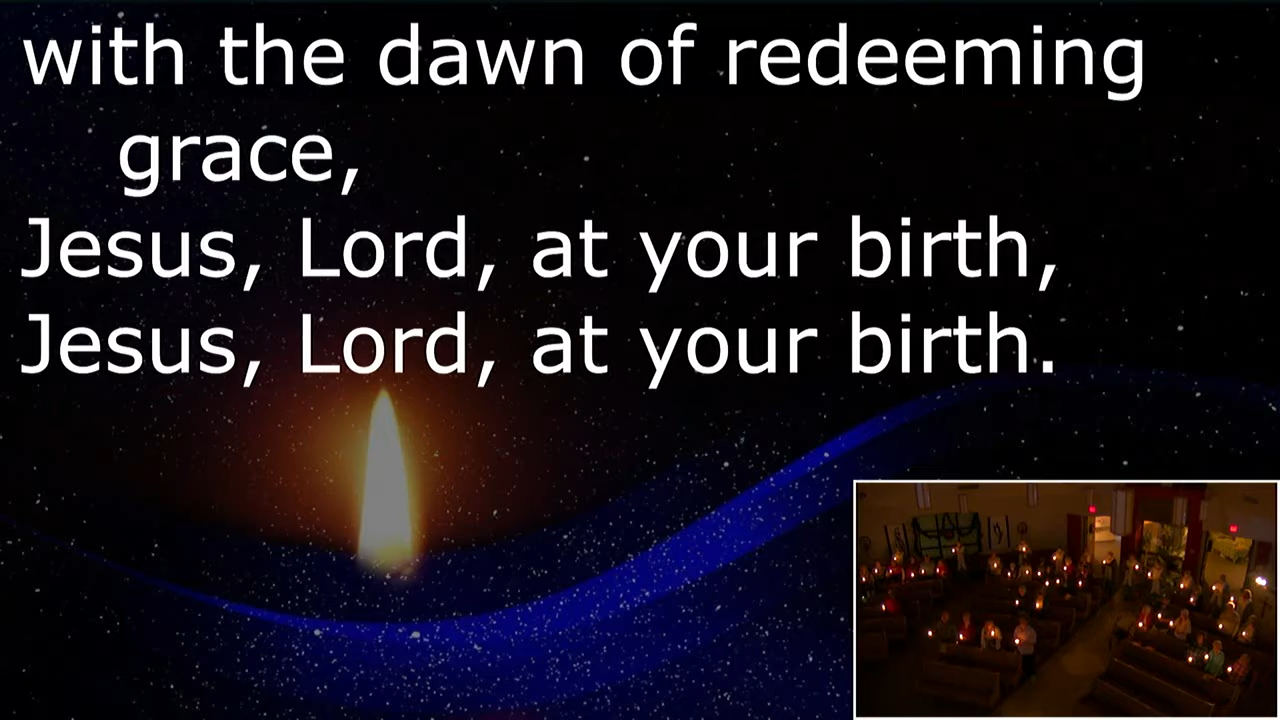 with the dawn of redeeming
grace,
Jesus, Lord, at your birth,
Jesus, Lord, at your birth.